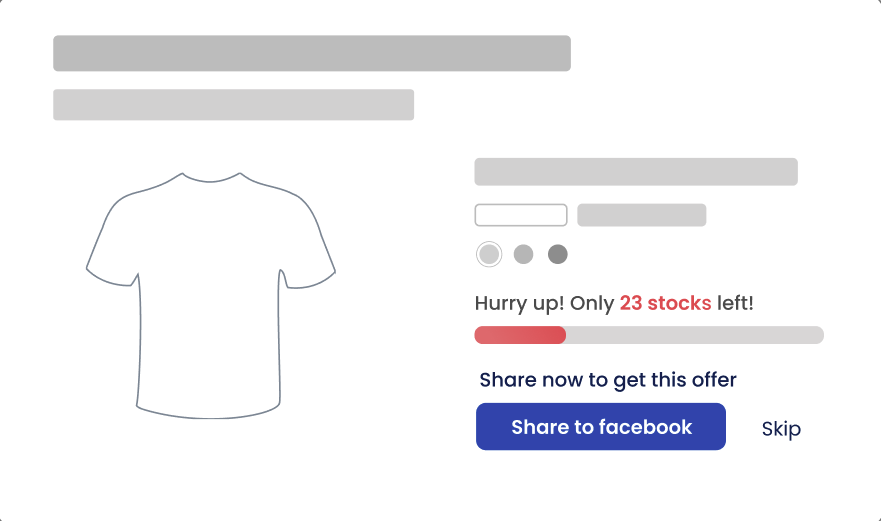 Hurry up! Only 23 stocks left!
Share now to get this offer
Share to facebook
Skip